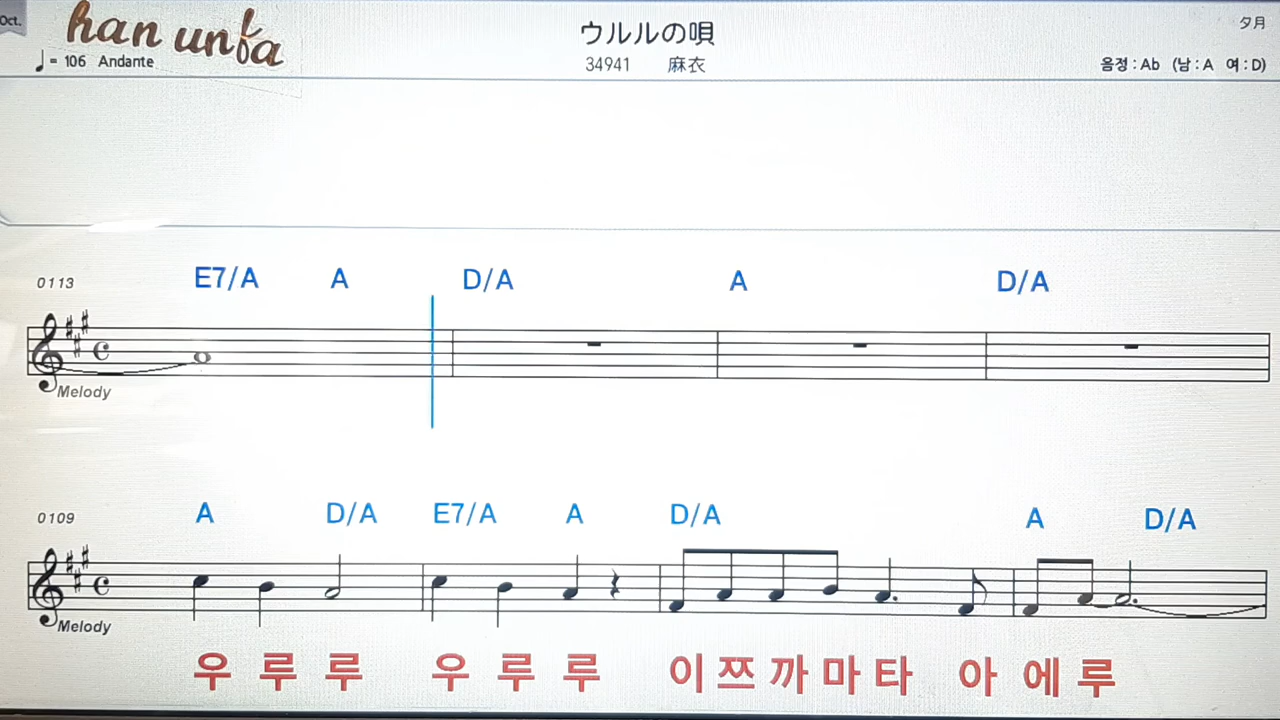 Oct.
han unfa
♩= 106 Andante
ウルルの唄
34941 麻衣
夕月
음정 : Ab (남 : A 여 : D)
0113
E7/A A D/A A D/A
Melody
0109
A D/A E7/A A D/A A D/A
Melody
우 루 루 우 루 루 이 쯔 까 마 타 아 에 루